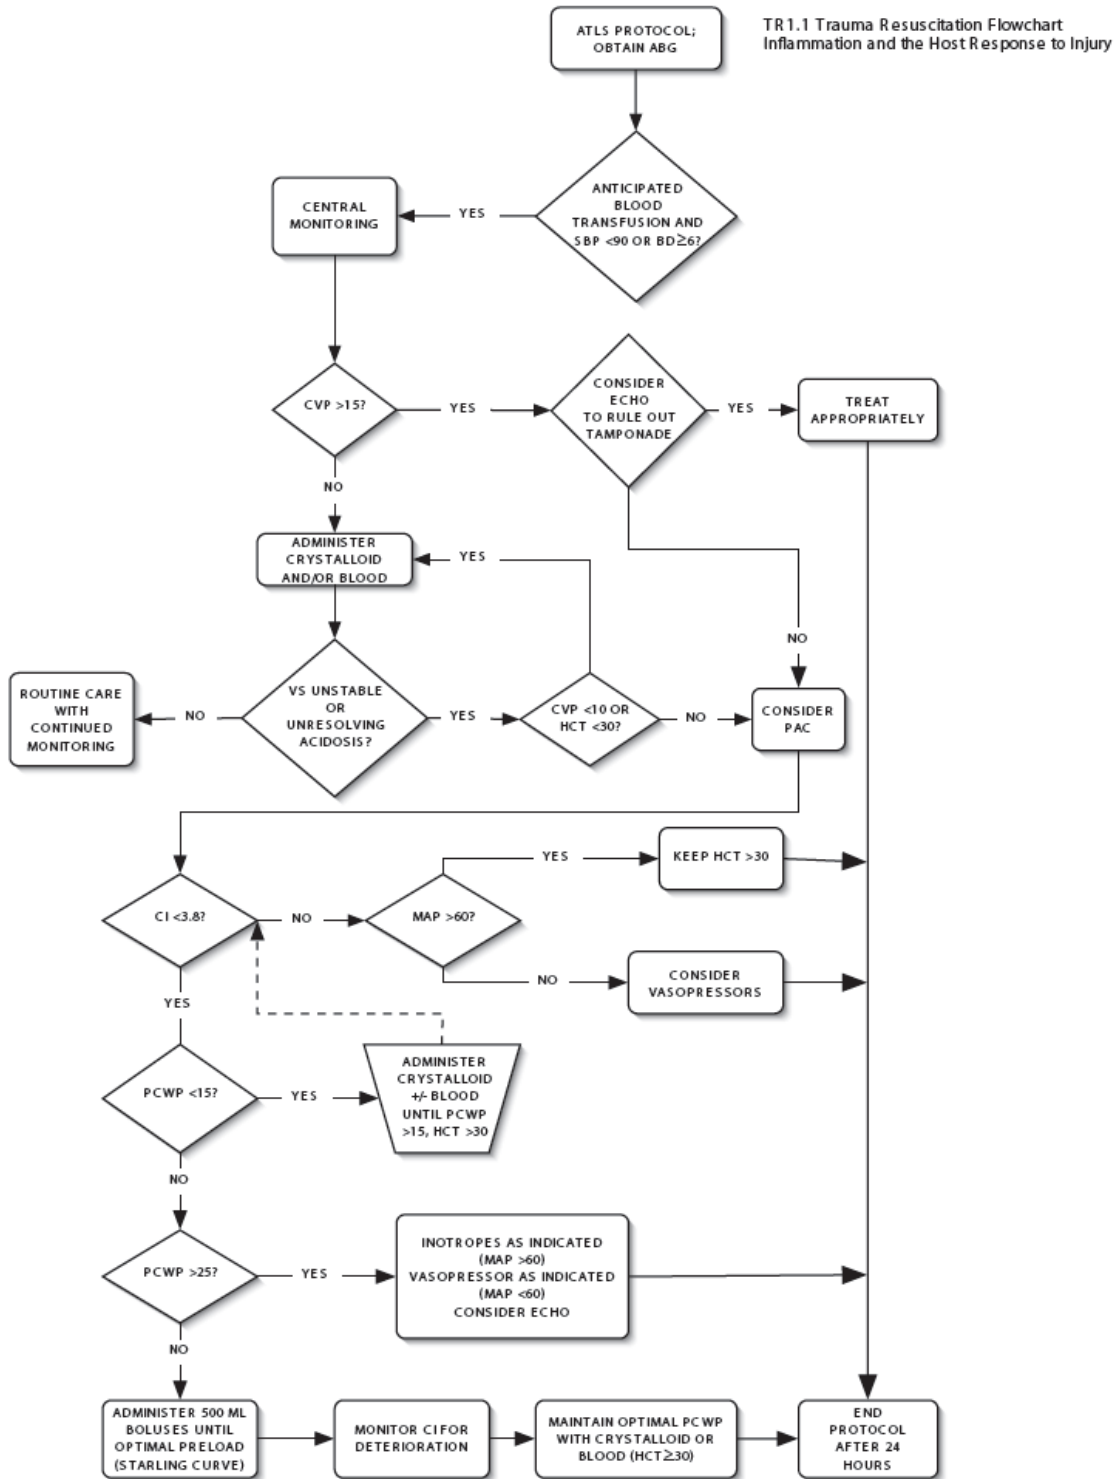 TR1.1 Trauma Resuscitation Flowchart
Inflammation and the Host Response to Injury
ATLS PROTOCOL;
OBTAIN ABG
ANTICIPATED
BLOOD
TRANSFUSION AND
SBP <90 OR BD≥6?
YES
CENTRAL
MONITORING
CVP >15?
YES
CONSIDER
ECHO
TO RULE OUT
TAMPONADE
YES
TREAT
APPROPRIATELY
NO
ADMINISTER
CRYSTALLOID
AND/OR BLOOD
YES
NO
VS UNSTABLE
OR
UNRESOLVING
ACIDOSIS?
NO
ROUTINE CARE
WITH
CONTINUED
MONITORING
YES
CVP <10 OR
HCT <30?
NO
CONSIDER
PAC
CI <3.8?
NO
MAP >60?
YES
KEEP HCT >30
NO
CONSIDER
VASOPRESSORS
YES
PCWP <15?
YES
ADMINISTER
CRYSTALLOID
+/- BLOOD
UNTIL PCWP
>15, HCT >30
NO
PCWP >25?
YES
INOTROPES AS INDICATED
(MAP >60)
VASOPRESSOR AS INDICATED
(MAP <60)
CONSIDER ECHO
NO
ADMINISTER 500 ML
BOLUSES UNTIL
OPTIMAL PRELOAD
(STARLING CURVE)
MONITOR CI FOR
DETERIORATION
MAINTAIN OPTIMAL PCWP
WITH CRYSTALLOID OR
BLOOD (HCT≥30)
END
PROTOCOL
AFTER 24
HOURS